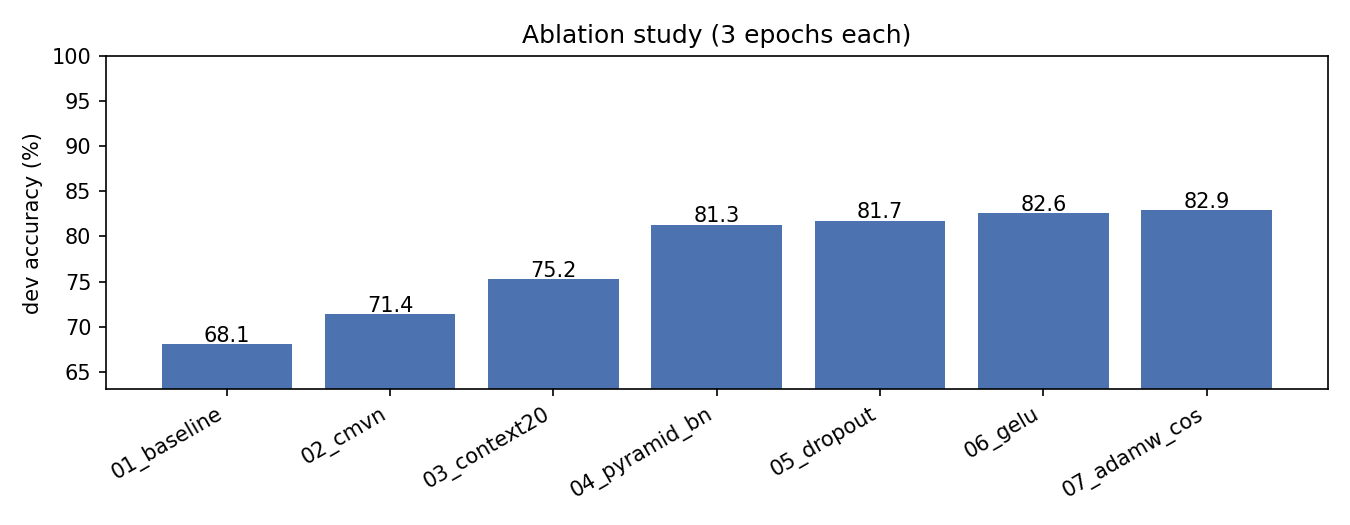 Ablation study (3 epochs each)
dev accuracy (%)
100
95
90
85
80
75
70
65
68.1
71.4
75.2
81.3
81.7
82.6
82.9
01_baseline
02_cmvn
03_context20
04_pyramid_bn
05_dropout
06_gelu
07_adamw_cos